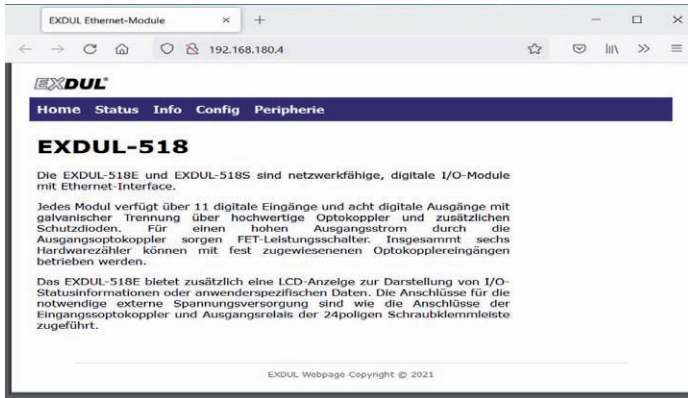 EXDUL Ethernet-Module
192.168.180.4
EXDUL
Home Status Info Config Peripherie
EXDUL-518
Die EXDUL-518E und EXDUL-518S sind netzwerkfähige, digitale I/O-Module
mit Ethernet-Interface.
Jedes Modul verfügt über 11 digitale Eingänge und acht digitale Ausgänge mit
galvanischer Trennung über hochwertige Optokoppler und zusätzlichen
Schutzdioden. Für einen hohen Ausgangsstrom durch die
Ausgangsoptokoppler sorgen FET-Leistungsschalter. Insgesammt sechs
Hardwarezähler können mit fest zugewiesenenen Optokopplereingängen
betrieben werden.
Das EXDUL-518E bietet zusätzlich eine LCD-Anzeige zur Darstellung von I/O-
Statusinformationen oder anwenderspezifischen Daten. Die Anschlüsse für die
notwendige externe Spannungsversorgung sind wie die Anschlüsse der
Eingangssoptokoppler und Ausgangsrelais der 24poligen Schraubklemmleiste
zugeführt.
EXDUL Webpage Copyright © 2021